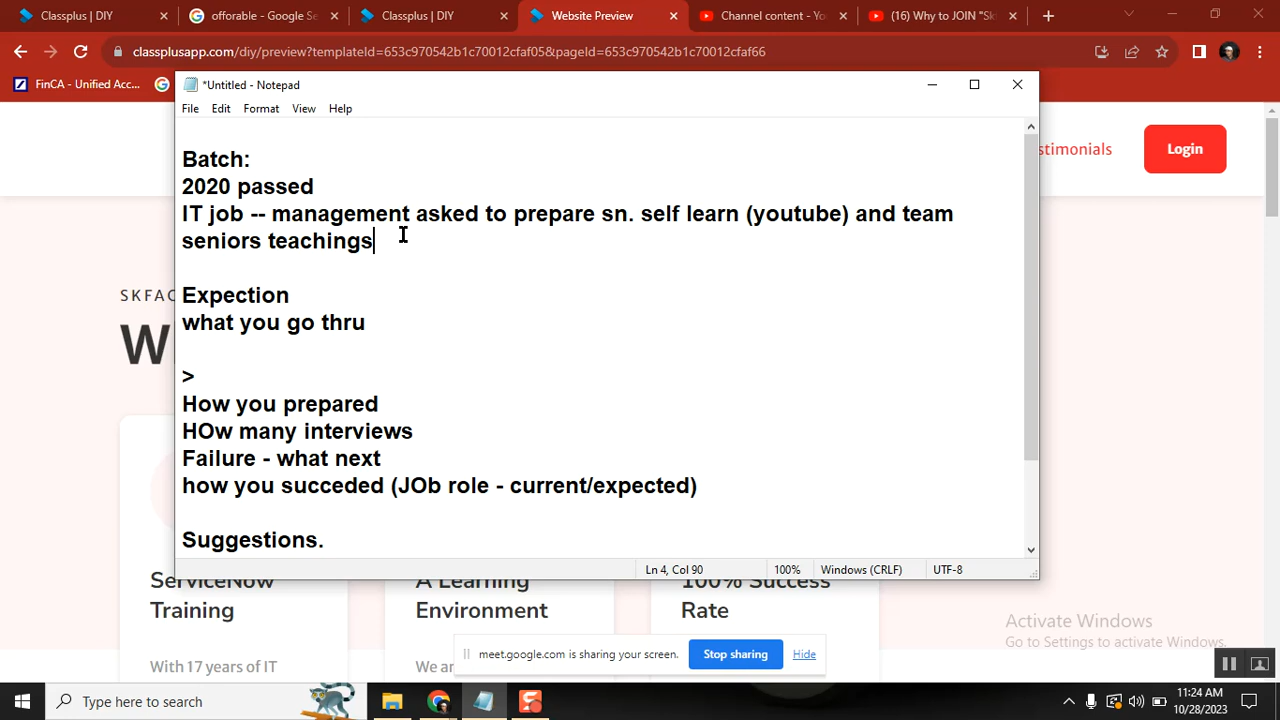 Classplus | DIY
offorable - Google Se
Classplus | DIY
Website Preview
Channel content - Yo
(16) Why to JOIN "Sk
classplusapp.com/diy/preview?templateId=653c970542b1c70012cfaf05&pageId=653c970542b1c70012cfaf66
FinCA - Unified Acc...
*Untitled - Notepad
File Edit Format View Help
estimonials
Login
Batch:
2020 passed
IT job -- management asked to prepare sn. self learn (youtube) and team
seniors teachings
Expection
what you go thru
>
How you prepared
HOw many interviews
Failure - what next
how you succeded (JOb role - current/expected)
Suggestions.
Ln 4, Col 90
100%
Windows (CRLF)
UTF-8
SKFAC
W
ServiceNow
Training
With 17 years of IT
A Learning
Environment
We ar
100% Success
Rate
Activate Windows
Go to Settings to activate Windows.
meet.google.com is sharing your screen.
Stop sharing
Hide
Type here to search
11:24 AM
10/28/2023